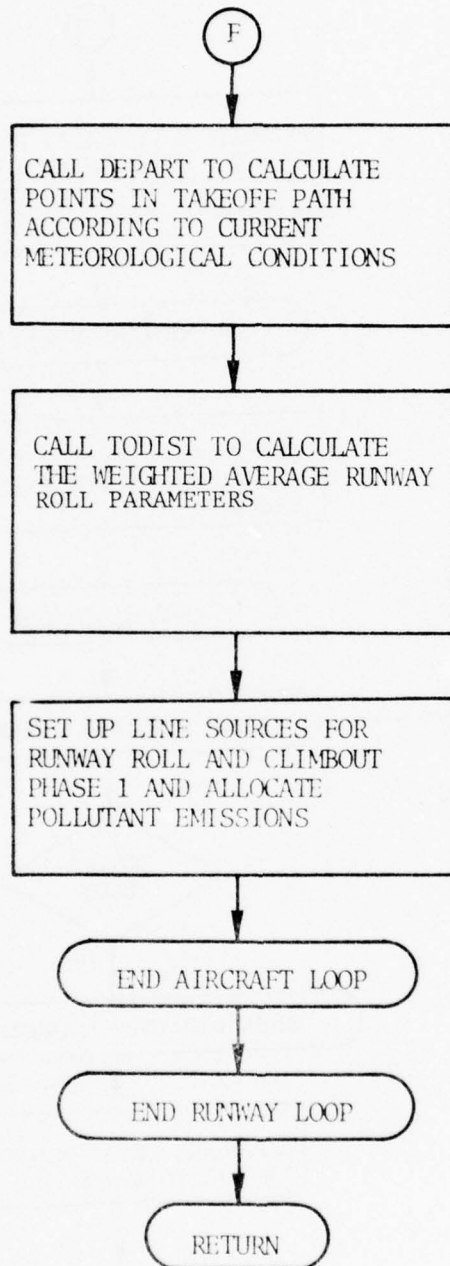 F
CALL DEPART TO CALCULATE
POINTS IN TAKEOFF PATH
ACCORDING TO CURRENT
METEOROLOGICAL CONDITIONS
CALL TODIST TO CALCULATE
THE WEIGHTED AVERAGE RUNWAY
ROLL PARAMETERS
SET UP LINE SOURCES FOR
RUNWAY ROLL AND CLIMBOUT
PHASE 1 AND ALLOCATE
POLLUTANT EMISSIONS
END AIRCRAFT LOOP
END RUNWAY LOOP
RETURN